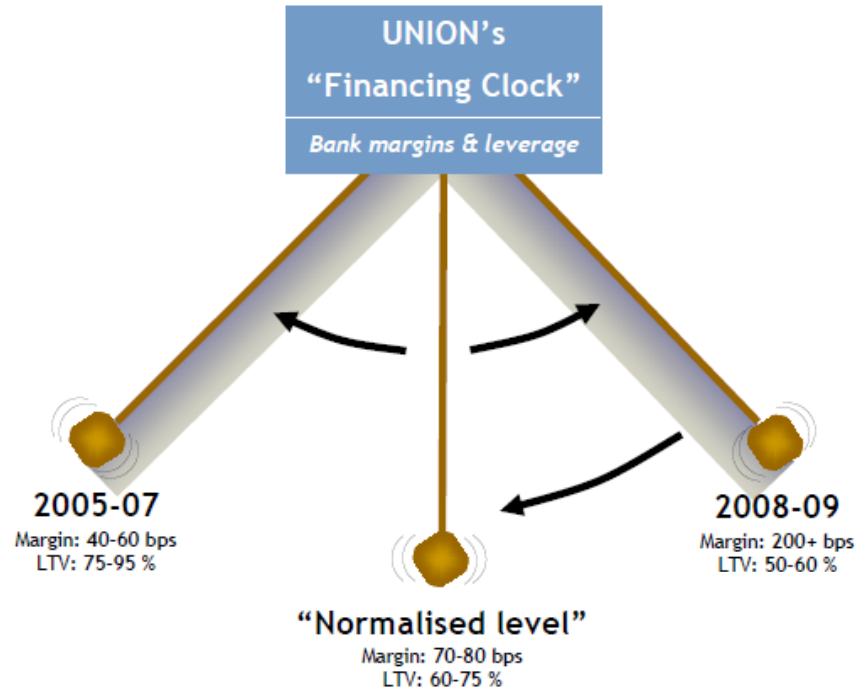 UNION’s
“Financing Clock”
Bank margins & leverage
2005-07
Margin: 40-60 bps
LTV: 75-95 %
2008-09
Margin: 200+ bps
LTV: 50-60 %
“Normalised level”
Margin: 70-80 bps
LTV: 60-75 %